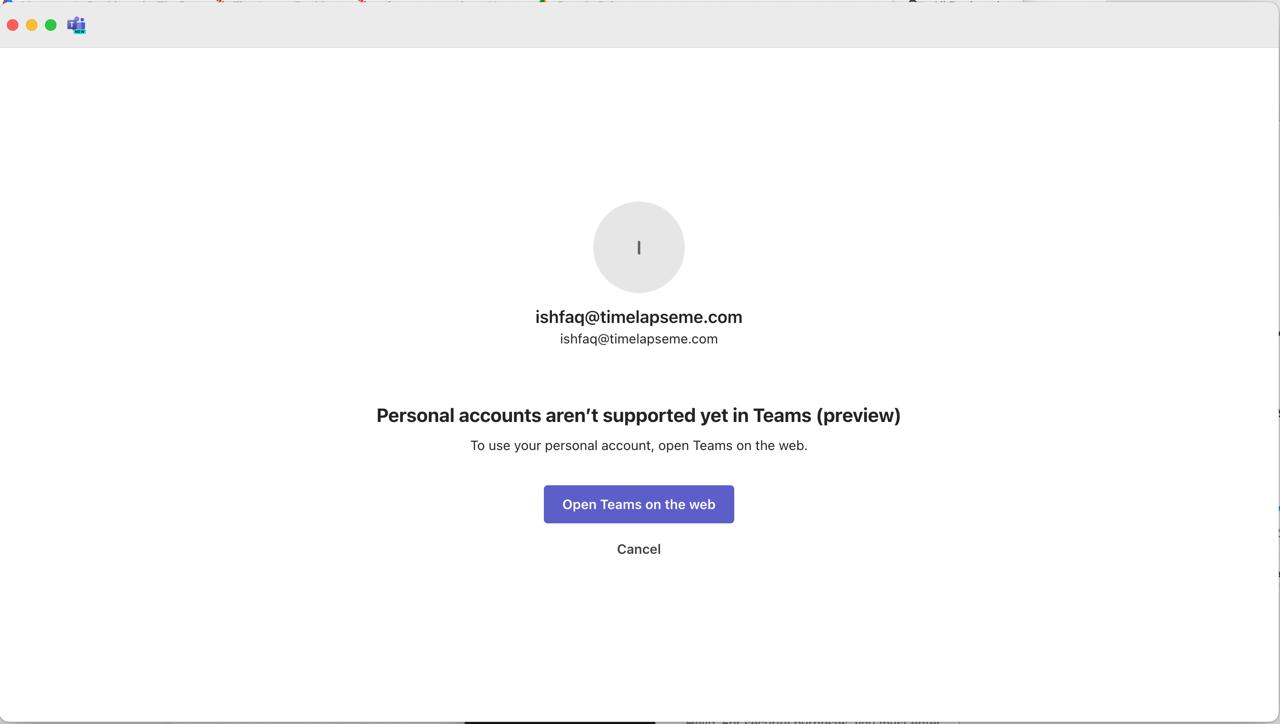 NEW
I
ishfaq@timelapseme.com
ishfaq@timelapseme.com
Personal accounts aren’t supported yet in Teams (preview)
To use your personal account, open Teams on the web.
Open Teams on the web
Cancel